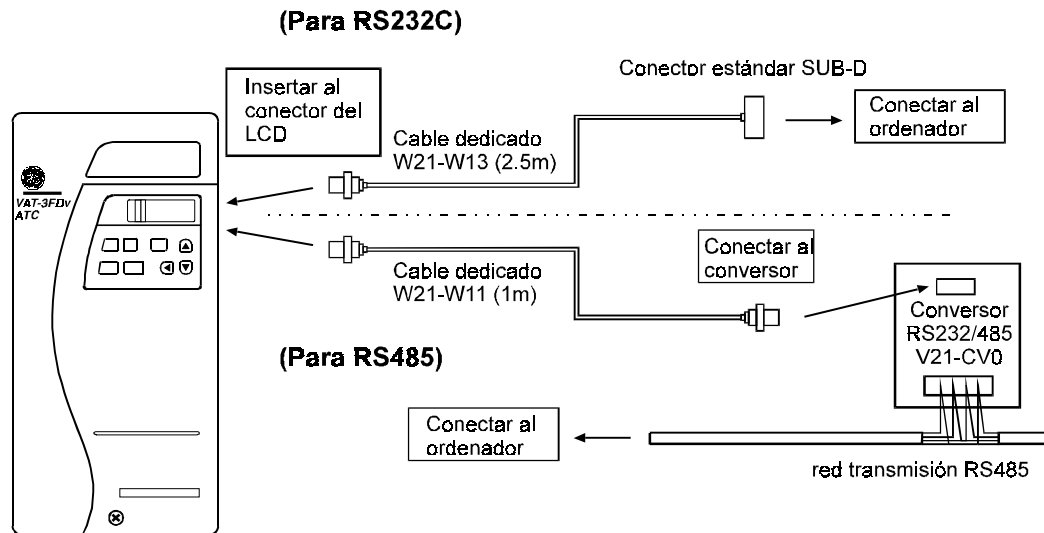 (Para RS232C)
Conector estándar SUB-D
Insertar al
conector del
LCD
Conectar al
ordenador
Cable dedicado
W21-W13 (2.5m)
VAT-3FDv
ATC
Conectar al
conversor
Cable dedicado
W21-W11 (1m)
Conversor
RS232/485
V21-CV0
(Para RS485)
Conectar al
ordenador
red transmisión RS485